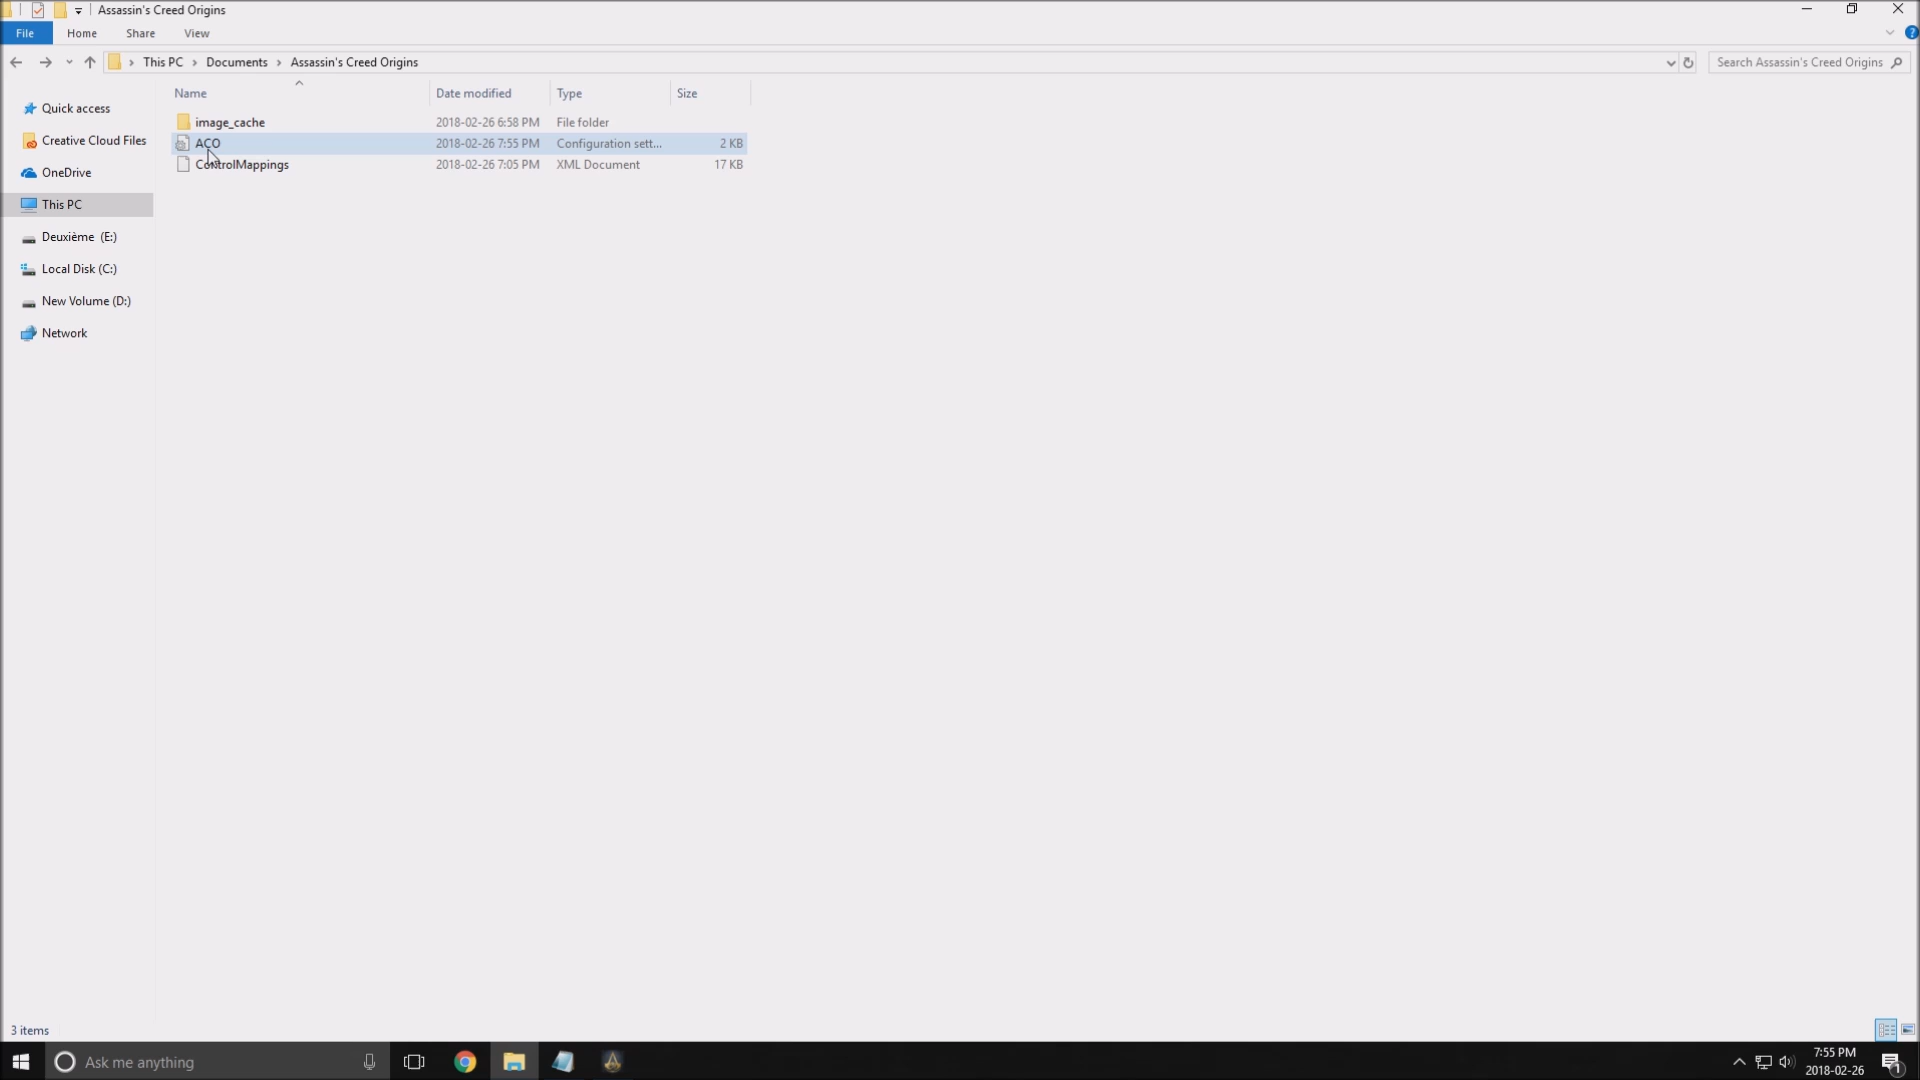 Assassin's Creed Origins
File Home Share View
This PC Documents Assassin's Creed Origins
Search Assassin's Creed Origins
Name Date modified Type Size
image_cache 2018-02-26 6:58 PM File folder
ACO 2018-02-26 7:55 PM Configuration sett... 2 KB
ControlMappings 2018-02-26 7:05 PM XML Document 17 KB
Quick access
Creative Cloud Files
OneDrive
This PC
Deuxième (E:)
Local Disk (C:)
New Volume (D:)
Network
3 items
Ask me anything
7:55 PM
2018-02-26
1